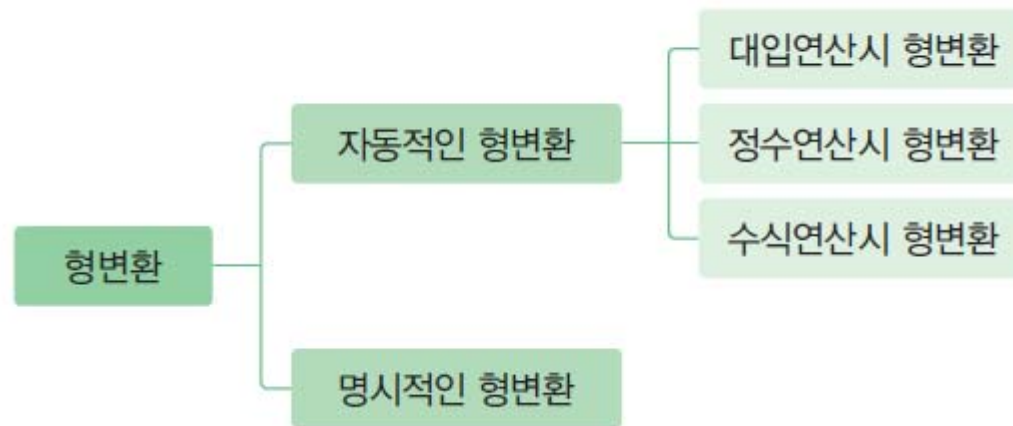 대입연산시 형변환
자동적인 형변환
정수연산시 형변환
수식연산시 형변환
형변환
명시적인 형변환